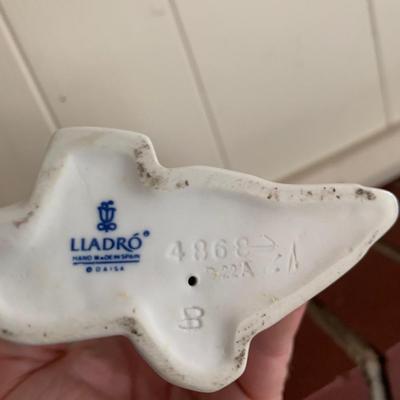 LLADRÓ®
HAND MADE IN SPAIN
© DAISA
4868
B